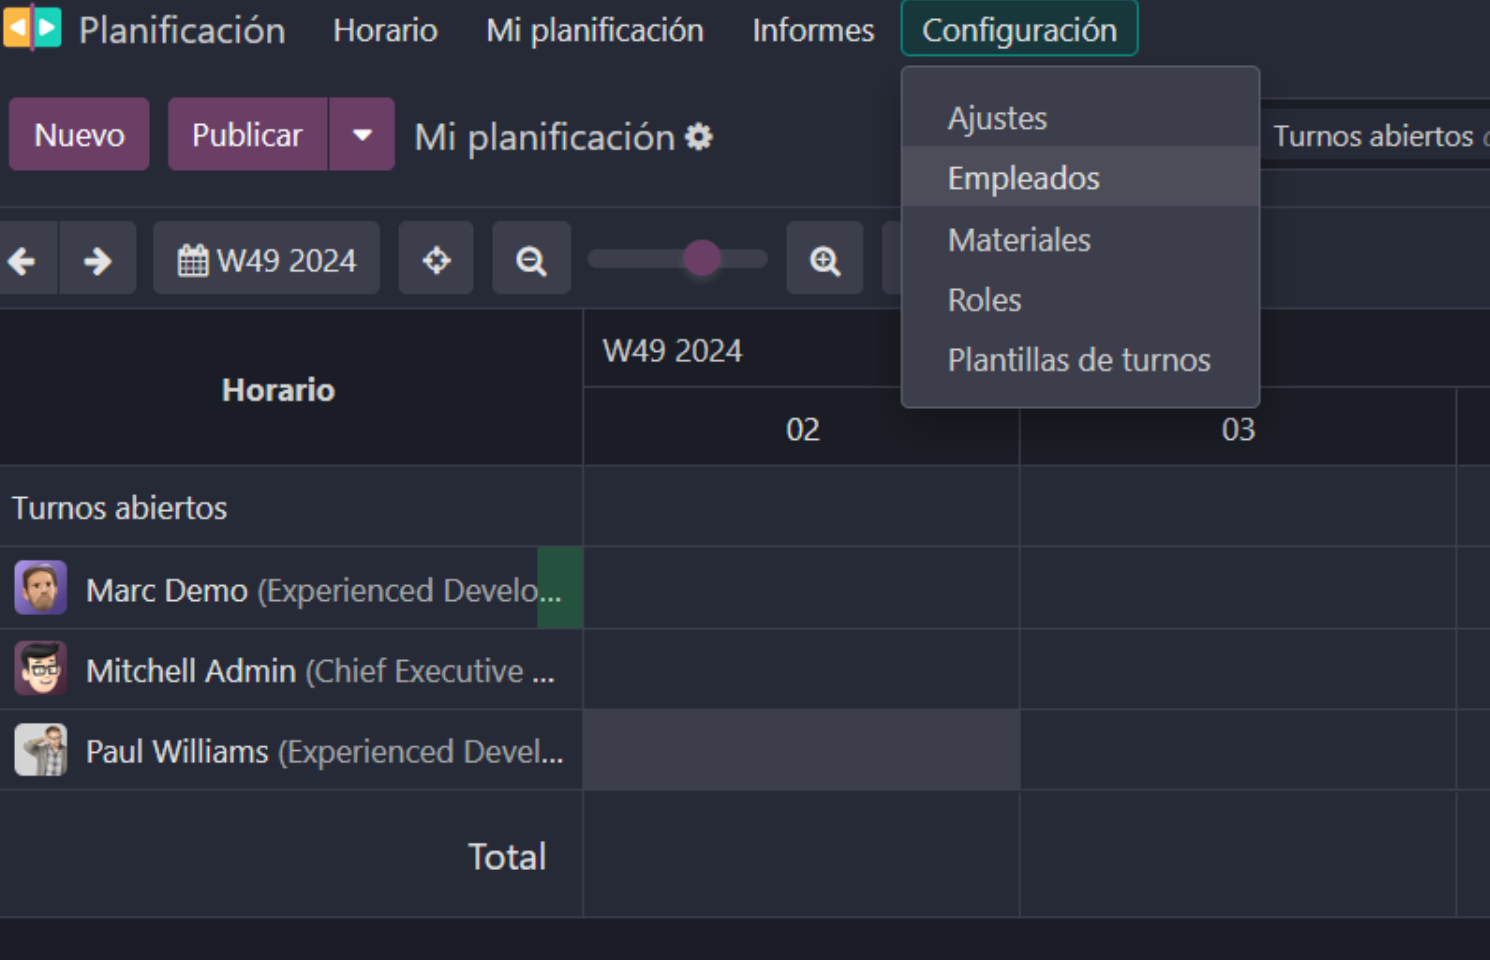 Planificación Horario Mi planificación Informes Configuración
Nuevo Publicar Mi planificación Turnos abiertos
Ajustes
Empleados
Materiales
Roles
Plantillas de turnos
W49 2024
Horario
W49 2024
02 03
Turnos abiertos
Marc Demo (Experienced Develo...
Mitchell Admin (Chief Executive ...
Paul Williams (Experienced Devel...
Total